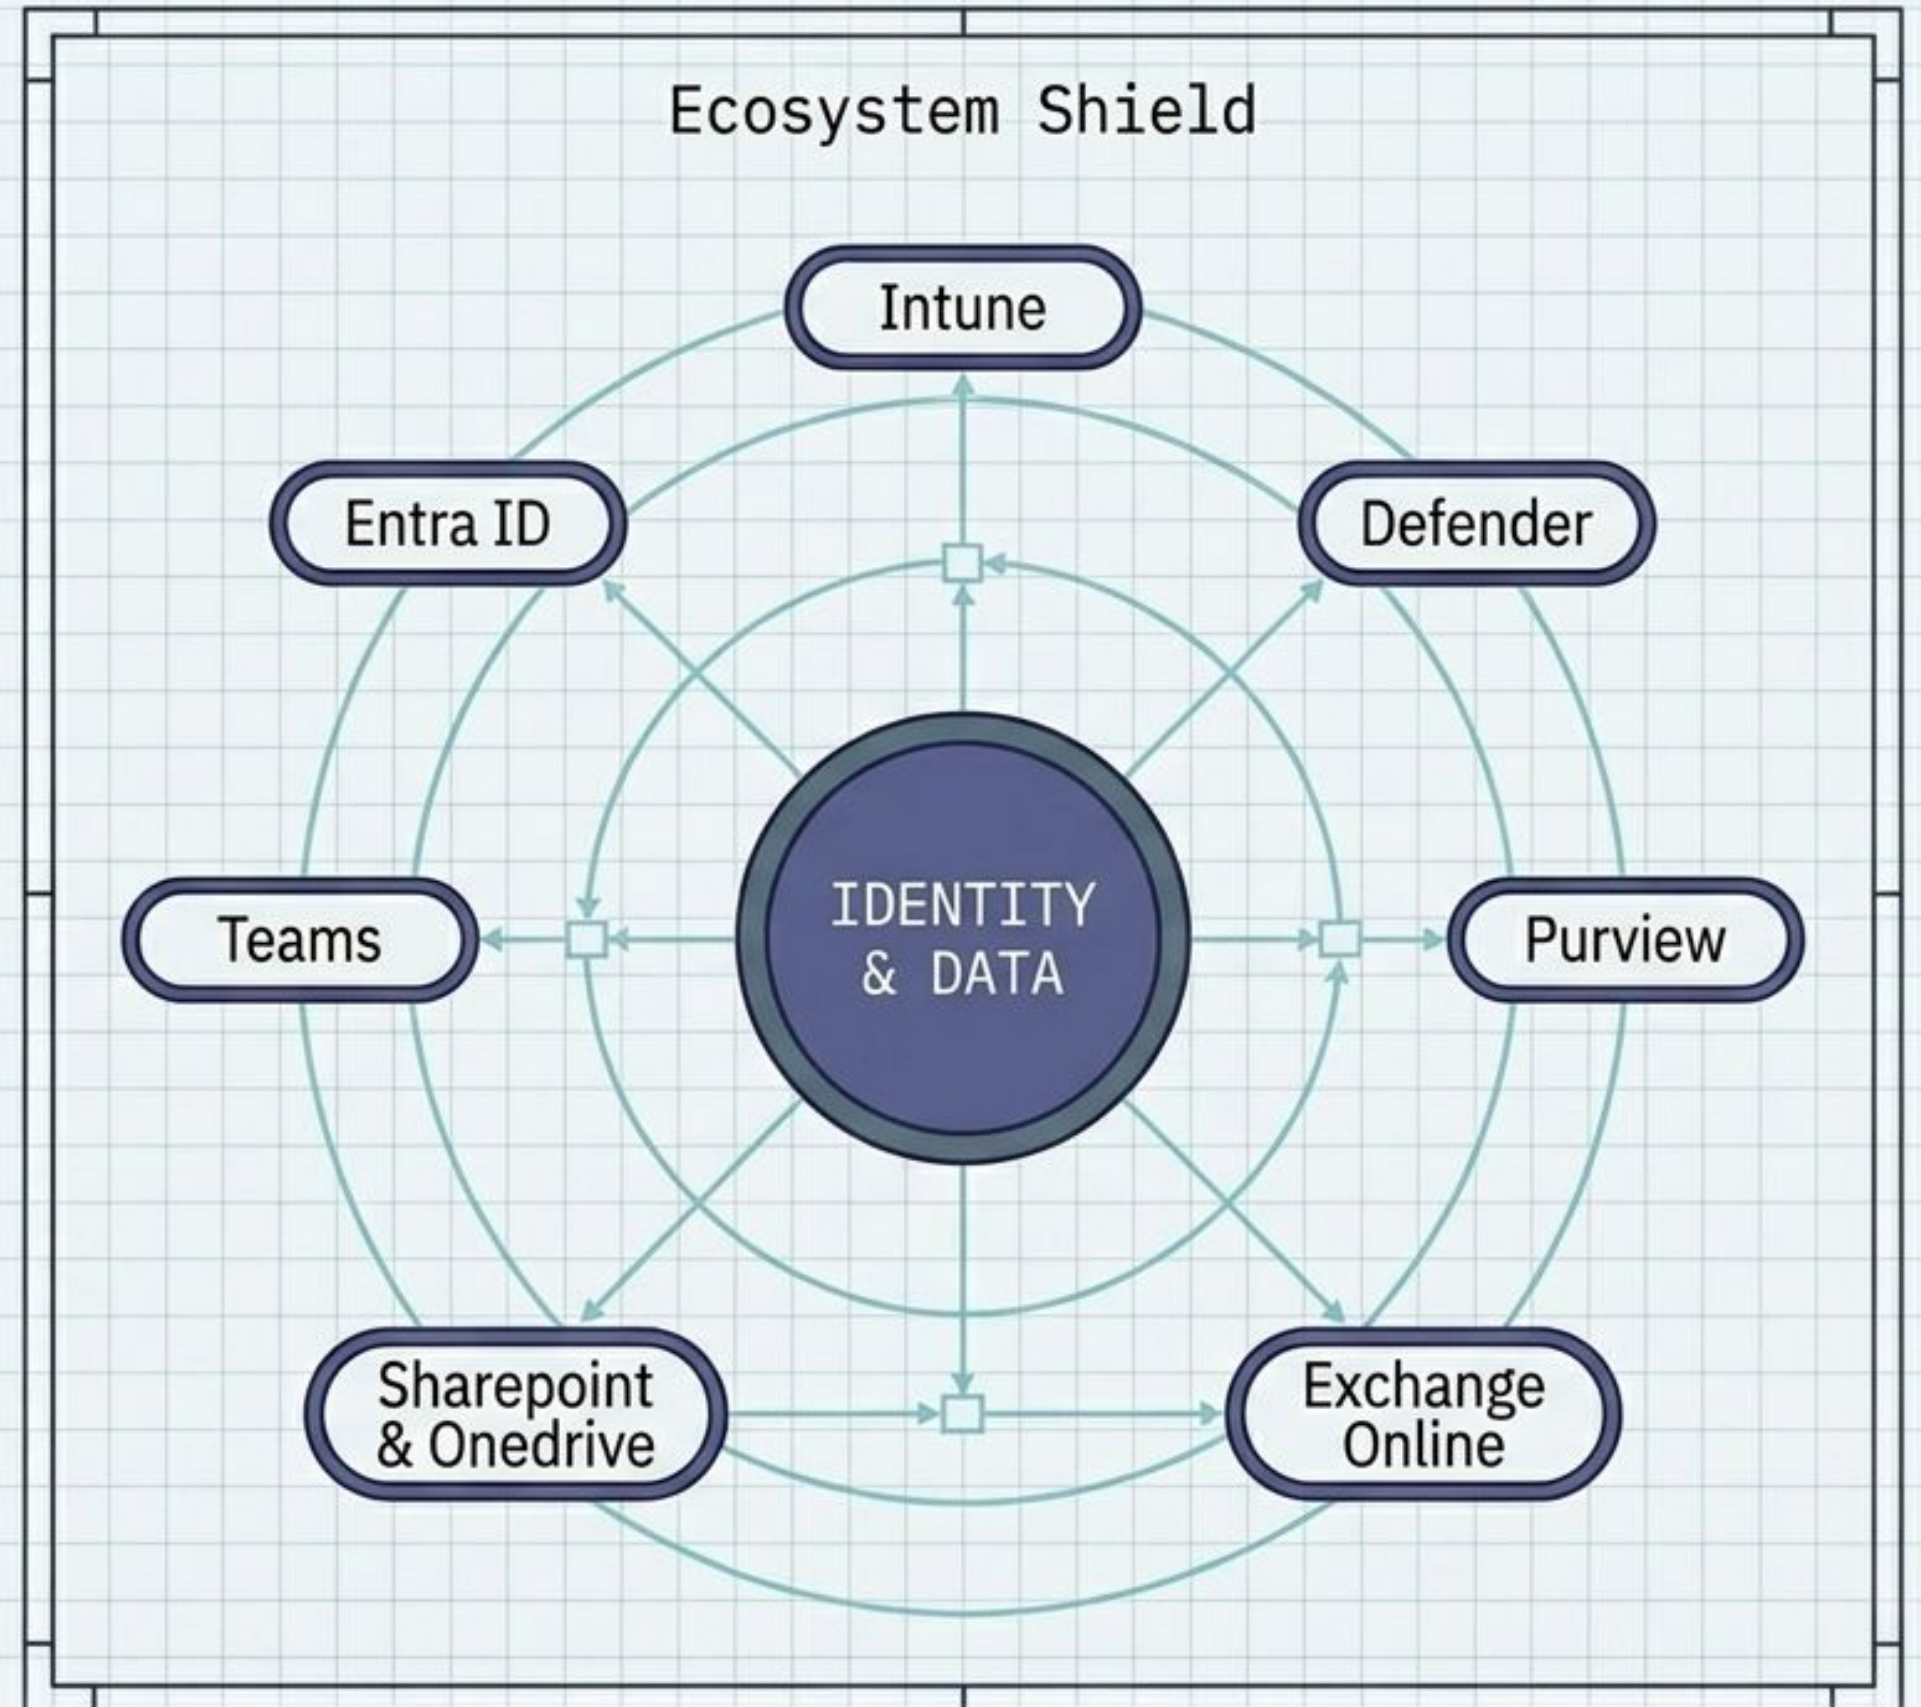 Ecosystem Shield
Intune
Entra ID
Defender
Teams
IDENTITY
& DATA
Purview
Sharepoint
& Onedrive
Exchange
Online